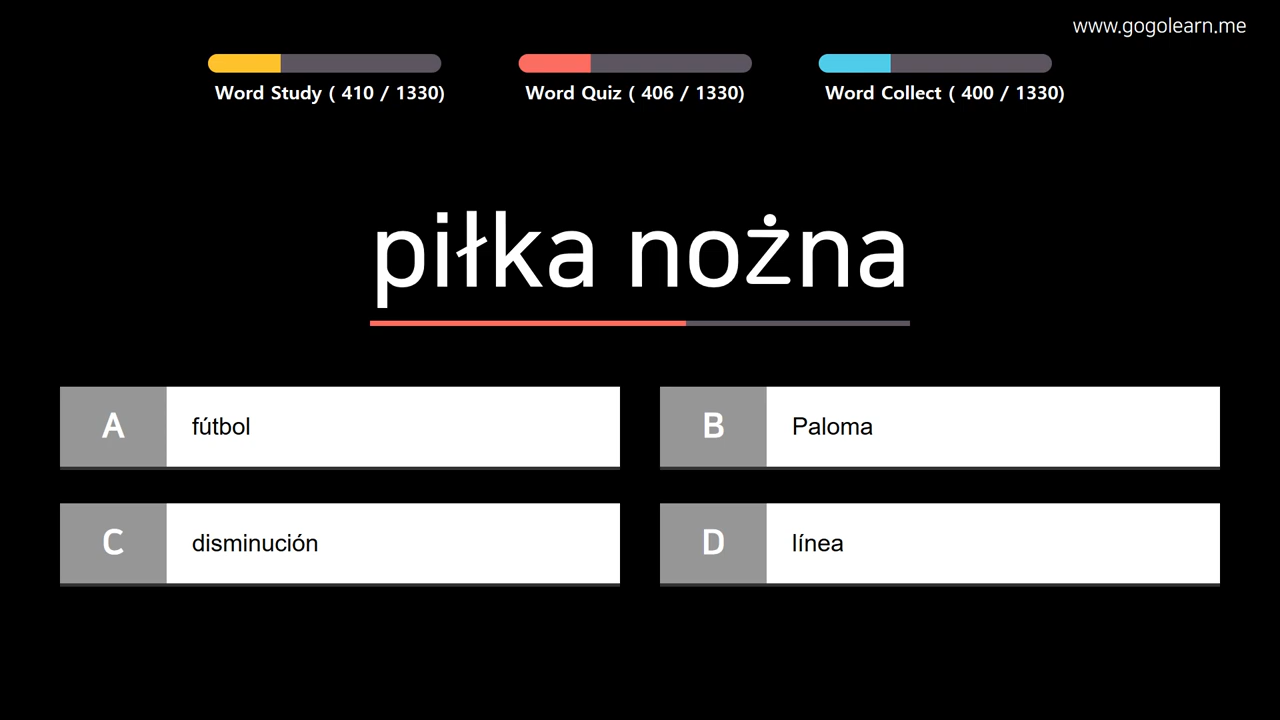 www.gogolearn.me
Word Study ( 410 / 1330)
Word Quiz ( 406 / 1330)
Word Collect ( 400 / 1330)
piłka nożna
A fútbol
B Paloma
C disminución
D línea